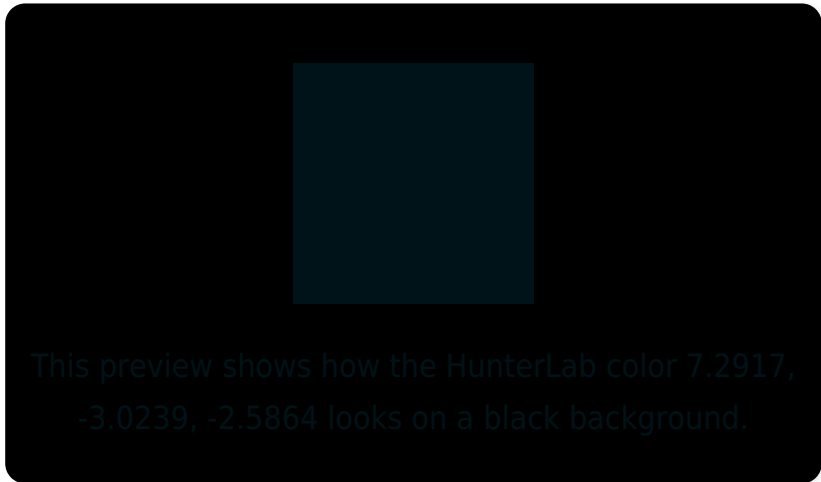 This preview shows how the HunterLab color 7.2917,
-3.0239, -2.5864 looks on a black background.